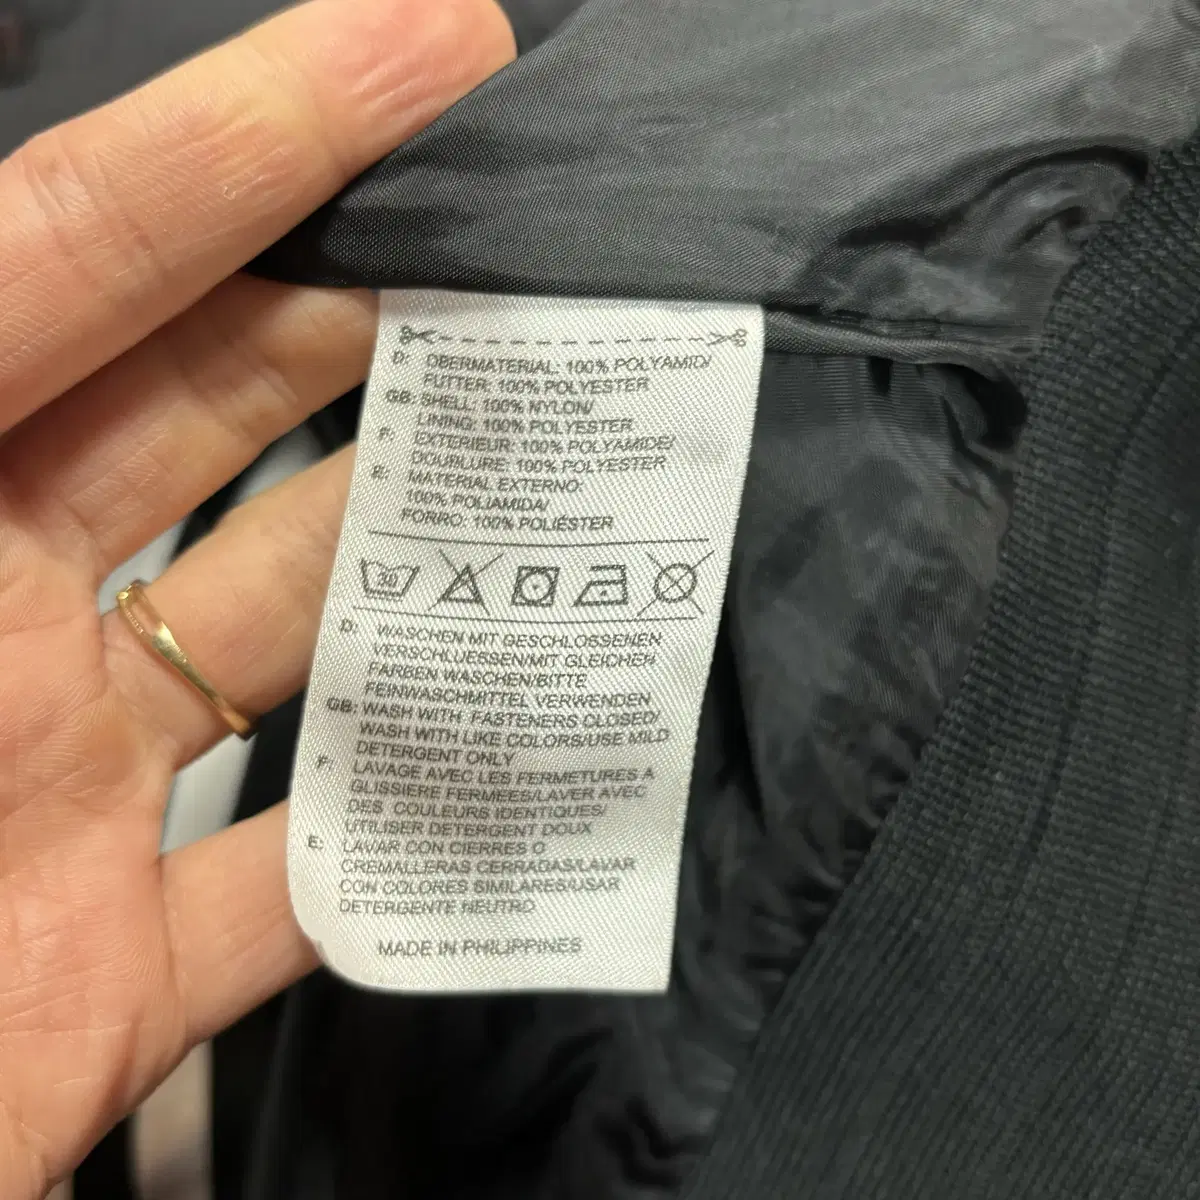 D: OBERMATERIAL: 100% POLYAMID/
FUTTER: 100% POLYESTER
GB: SHELL: 100% NYLON/
LINING: 100% POLYESTER
F: EXTERIEUR: 100% POLYAMIDE/
DOUBLURE: 100% POLYESTER
E: MATERIAL EXTERNO:
100% POLIAMIDA/
FORRO: 100% POLIÉSTER
30
D: WASCHEN MIT GESCHLOSSENEN
VERSCHLUESSEN/MIT GLEICHEN
FARBEN WASCHEN/BITTE
FEINWASCHMITTEL VERWENDEN
GB: WASH WITH FASTENERS CLOSED/
WASH WITH LIKE COLORS/USE MILD
DETERGENT ONLY
F: LAVAGE AVEC LES FERMETURES A
GLISSIERE FERMEES/LAVER AVEC
DES COULEURS IDENTIQUES/
UTILISER DETERGENT DOUX
E: LAVAR CON CIERRES O
CREMALLERAS CERRADAS/LAVAR
CON COLORES SIMILARES/USAR
DETERGENTE NEUTRO
MADE IN PHILIPPINES